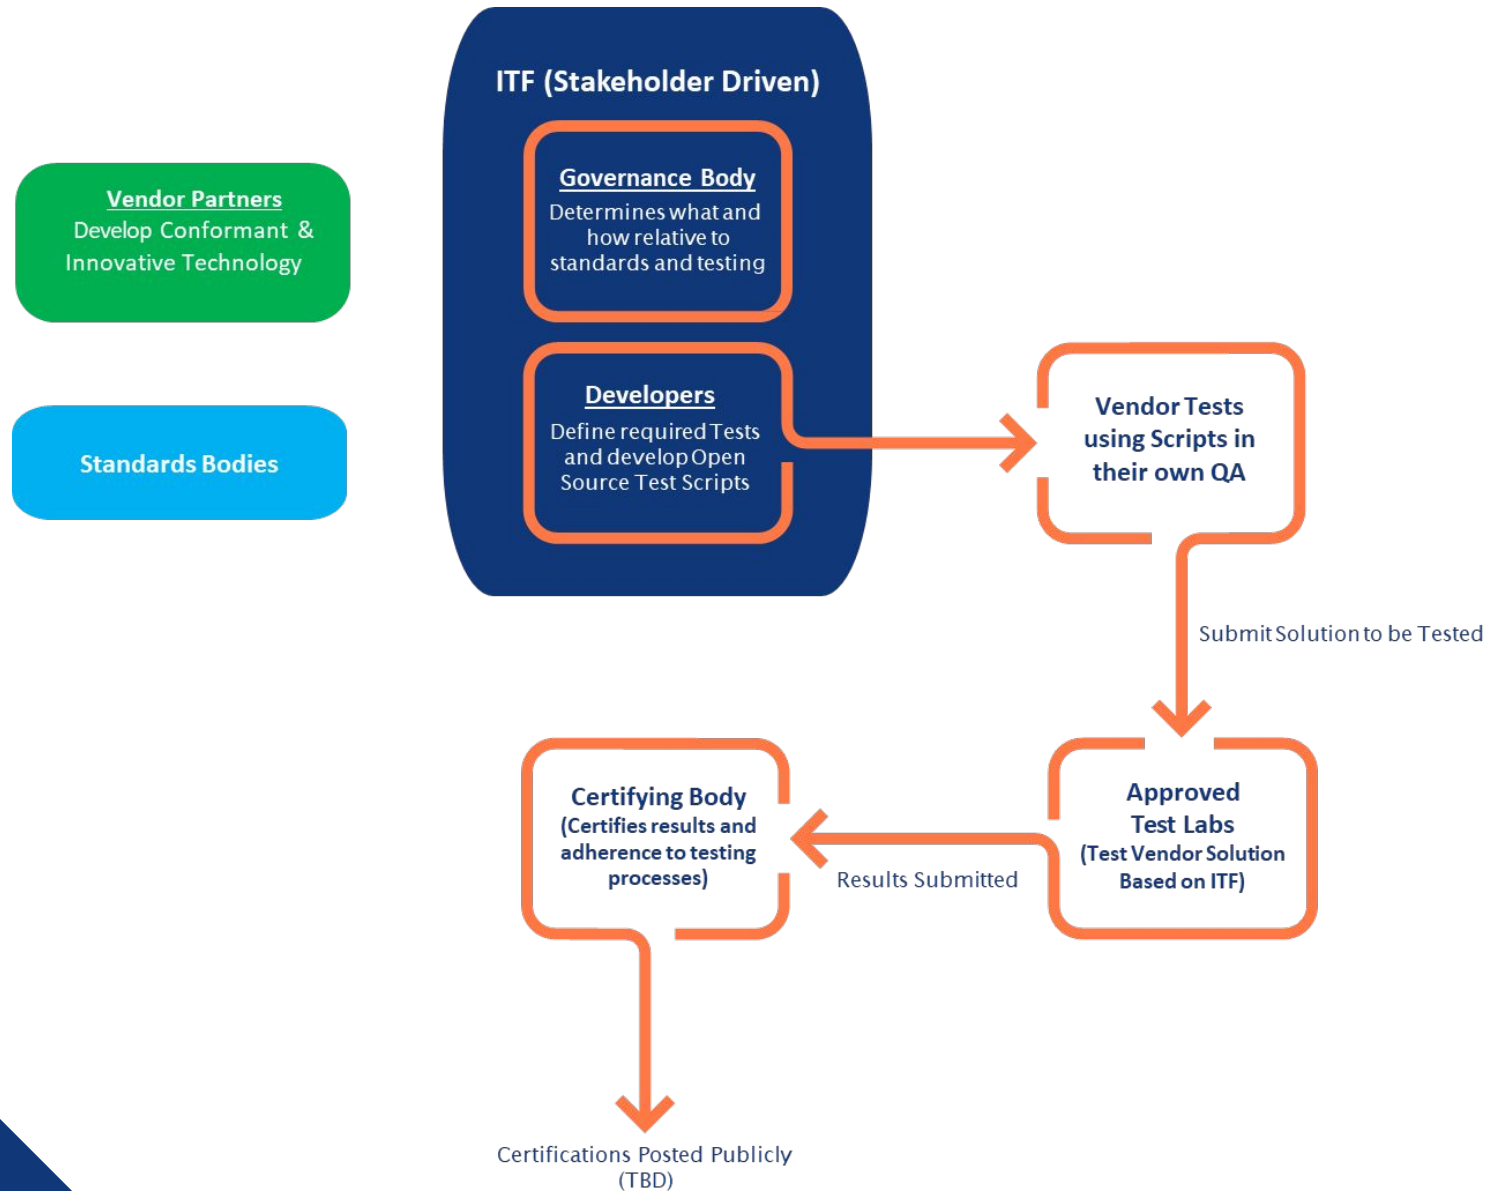 ITF (Stakeholder Driven)
Governance Body
Determines what and
how relative to
standards and testing
Vendor Partners
Develop Conformant &
Innovative Technology
Developers
Define required Tests
and develop Open
Source Test Scripts
Standards Bodies
Vendor Tests
using Scripts in
their own QA
Submit Solution to be Tested
Approved
Test Labs
(Test Vendor Solution
Based on ITF)
Results Submitted
Certifying Body
(Certifies results and
adherence to testing
processes)
Certifications Posted Publicly
(TBD)